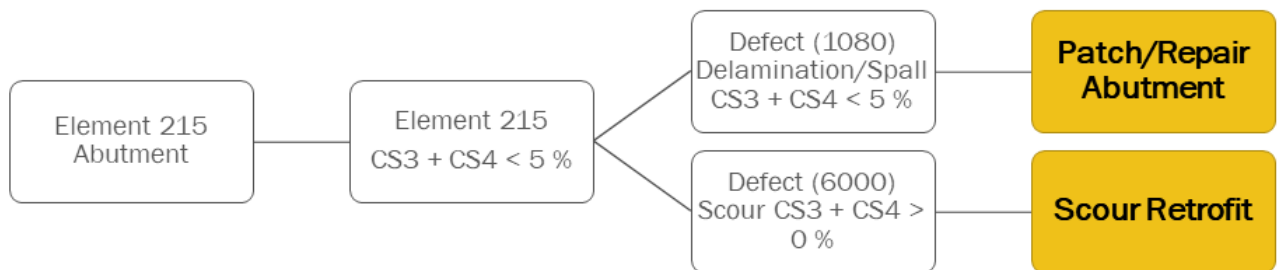 Element 215
Abutment
Element 215
CS3 + CS4 < 5 %
Defect (1080)
Delamination/Spall
CS3 + CS4 < 5 %
Patch/Repair
Abutment
Defect (6000)
Scour CS3 + CS4 >
0 %
Scour Retrofit